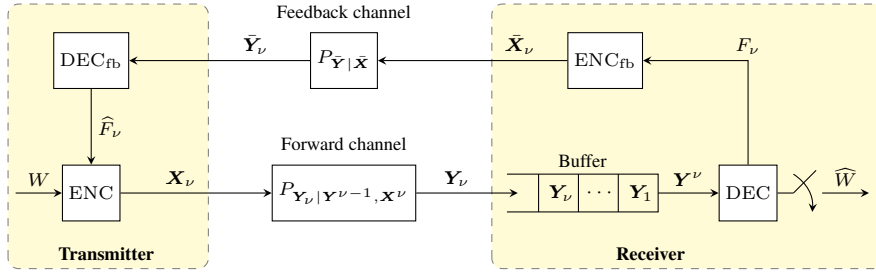 Feedback channel
DEC_fb
Ȳ_ν
P_{Ȳ | X̄}
X̄_ν
ENC_fb
F_ν
F̂_ν
Forward channel
Buffer
W
ENC
X_ν
P_{Y_ν | Y^{ν−1}, X^ν}
Y_ν
Y_ν
· · ·
Y_1
Y^ν
DEC
Ŵ
Transmitter
Receiver